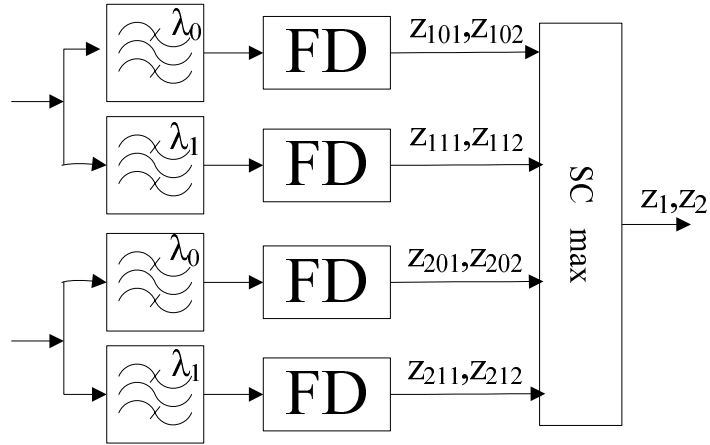 λ0 FD z101,z102
λ1 FD z111,z112
λ0 FD z201,z202
λ1 FD z211,z212
SC max
z1,z2